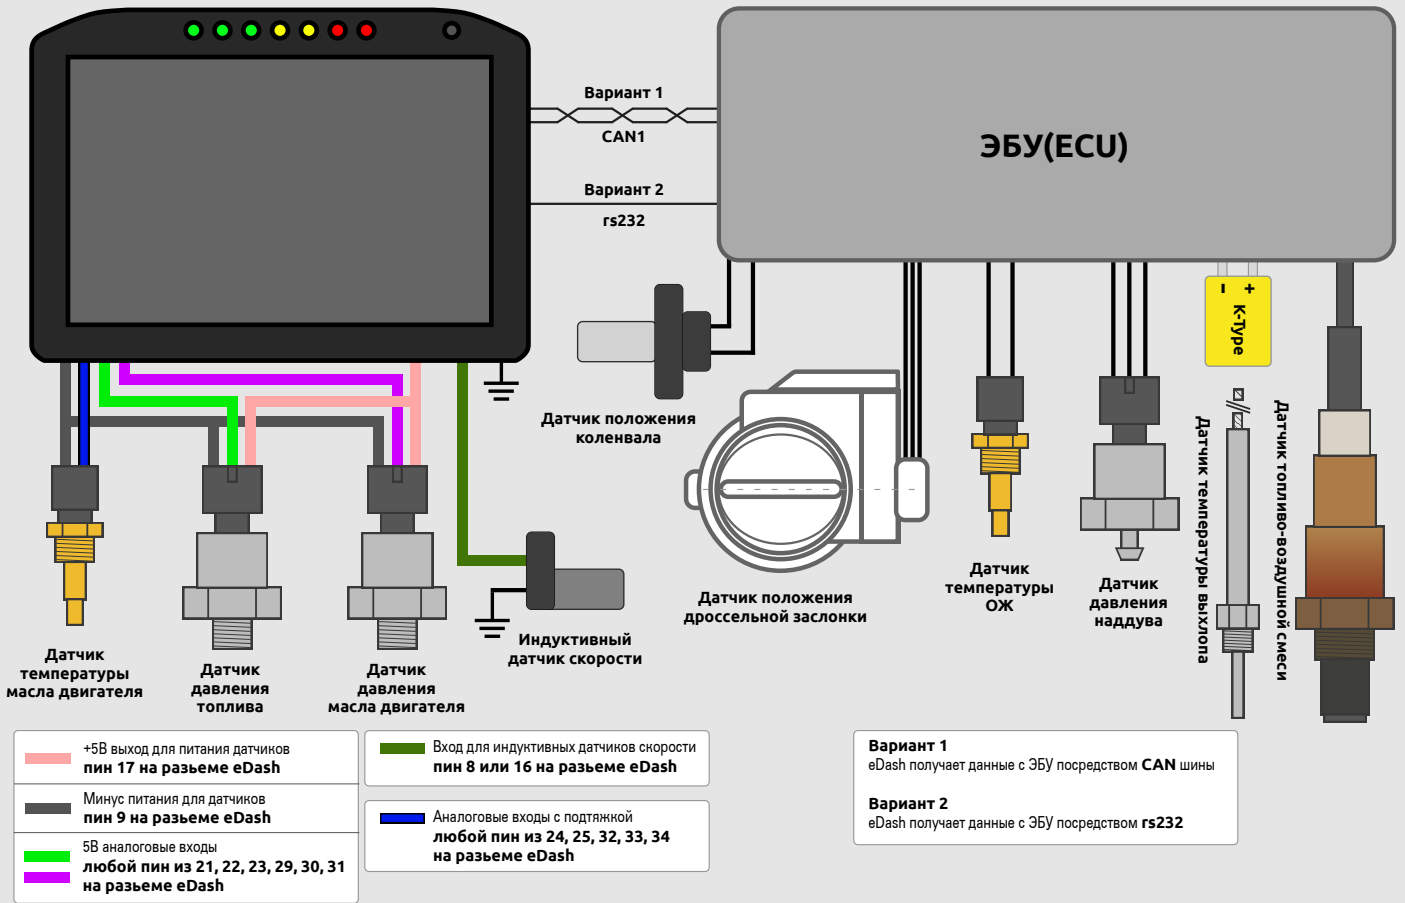 Вариант 1
CAN1
Вариант 2
rs232
ЭБУ(ECU)
- +
K-Type
Датчик положения
коленвала
Датчик положения
дроссельной заслонки
Датчик
температуры
ОЖ
Датчик
давления
наддува
Датчик температуры выхлопа
Датчик топливо-воздушной смеси
Индуктивный
датчик скорости
Датчик
температуры
масла двигателя
Датчик
давления
топлива
Датчик
давления
масла двигателя
+5В выход для питания датчиков
пин 17 на разьеме eDash
Минус питания для датчиков
пин 9 на разьеме eDash
5В аналоговые входы
любой пин из 21, 22, 23, 29, 30, 31
на разьеме eDash
Вход для индуктивных датчиков скорости
пин 8 или 16 на разьеме eDash
Аналоговые входы с подтяжкой
любой пин из 24, 25, 32, 33, 34
на разьеме eDash
Вариант 1
eDash получает данные с ЭБУ посредством CAN шины
Вариант 2
eDash получает данные с ЭБУ посредством rs232